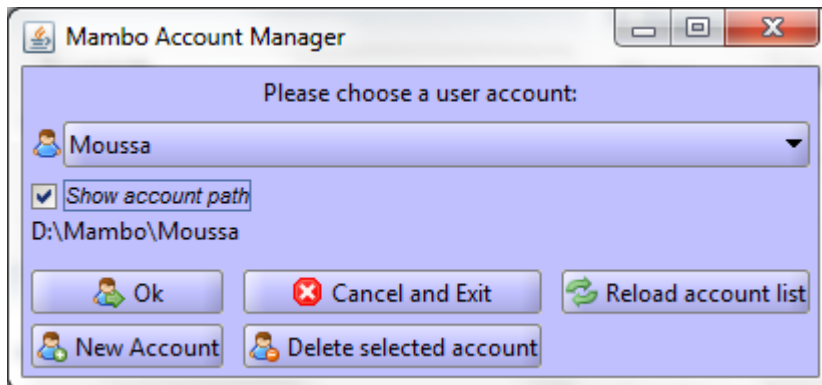 Mambo Account Manager
Please choose a user account:
Moussa
Show account path
D:\Mambo\Moussa
Ok
Cancel and Exit
Reload account list
New Account
Delete selected account